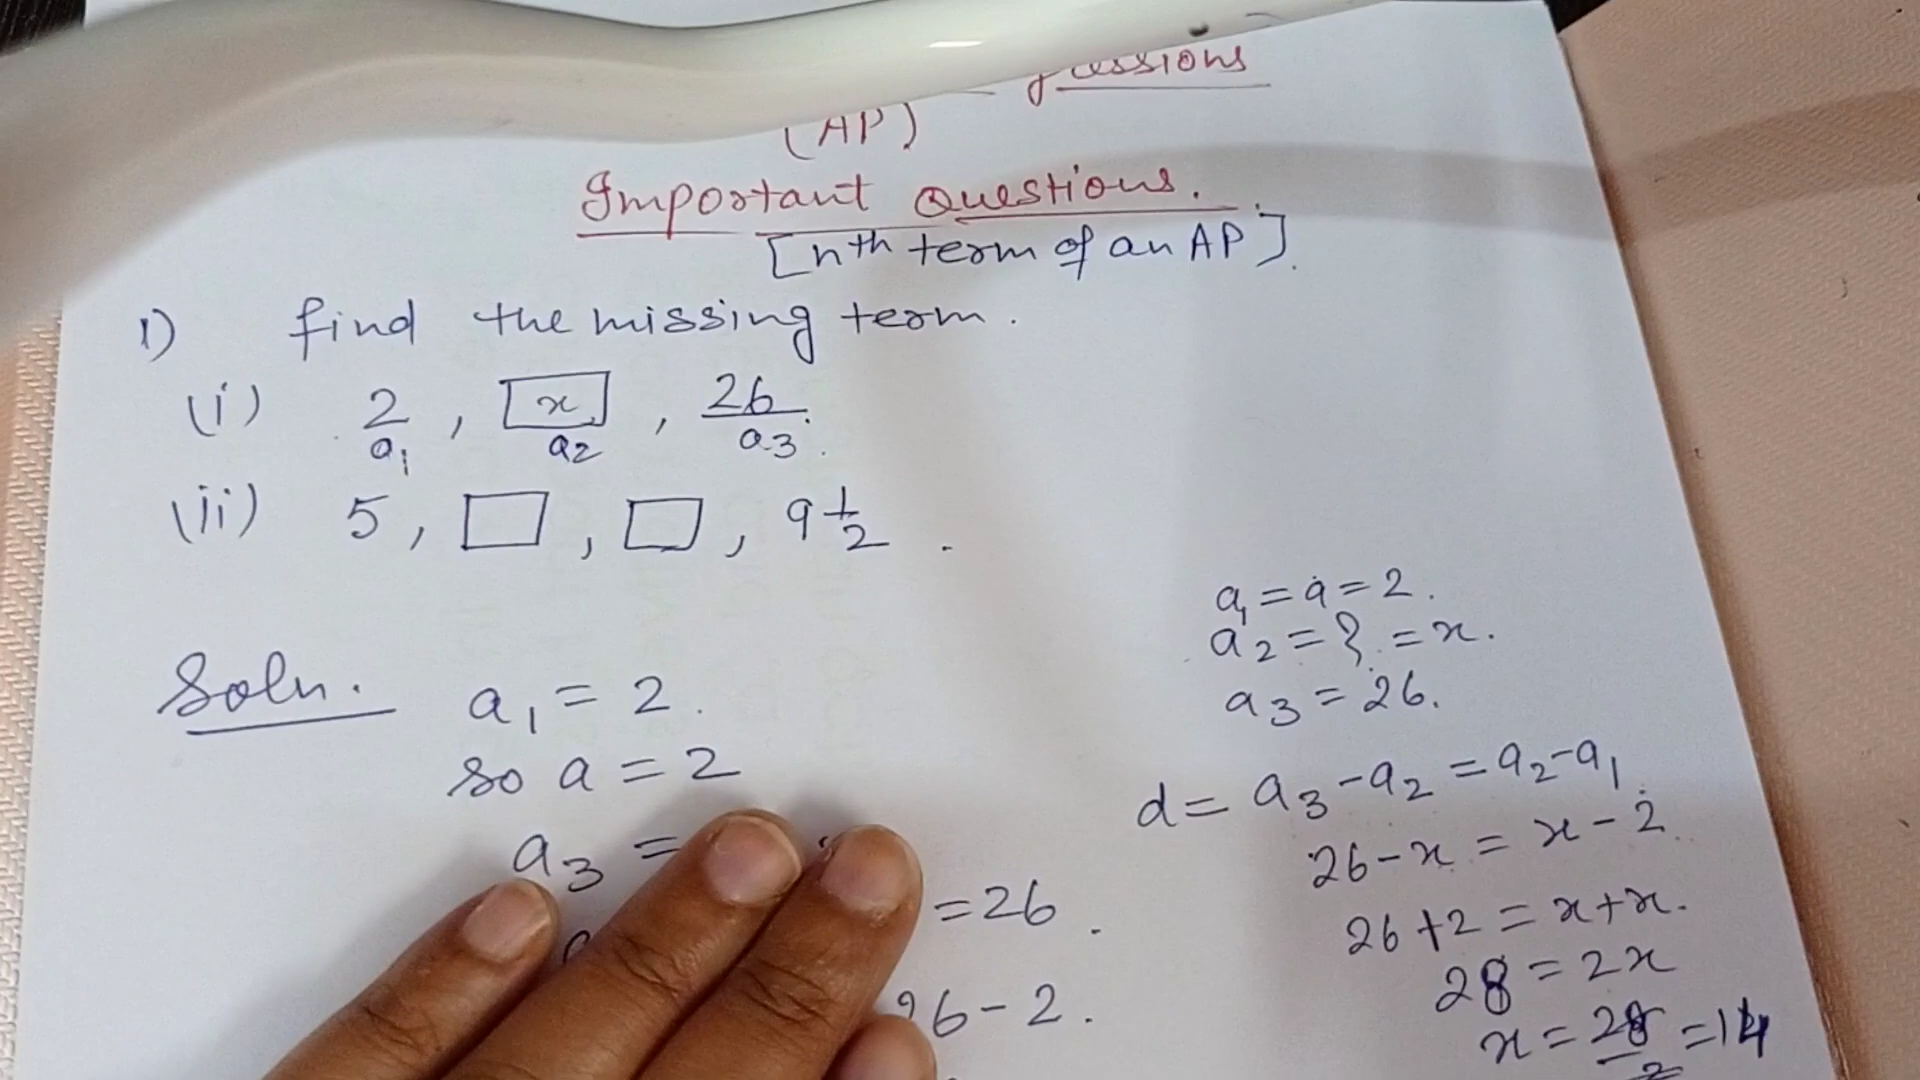 (AP)
Important Questions.
[nth term of an AP].
1) find the missing term.
(i) 2 , x , 26
a1 a2 a3
(ii) 5, □, □, 9 1/2 .
Soln. a1 = 2.
so a = 2
a3 =
= 26.
26 - 2.
a1 = a = 2.
a2 = ? = x.
a3 = 26.
d = a3 - a2 = a2 - a1
26 - x = x - 2
26 + 2 = x + x.
28 = 2x
x = 28/2 = 14